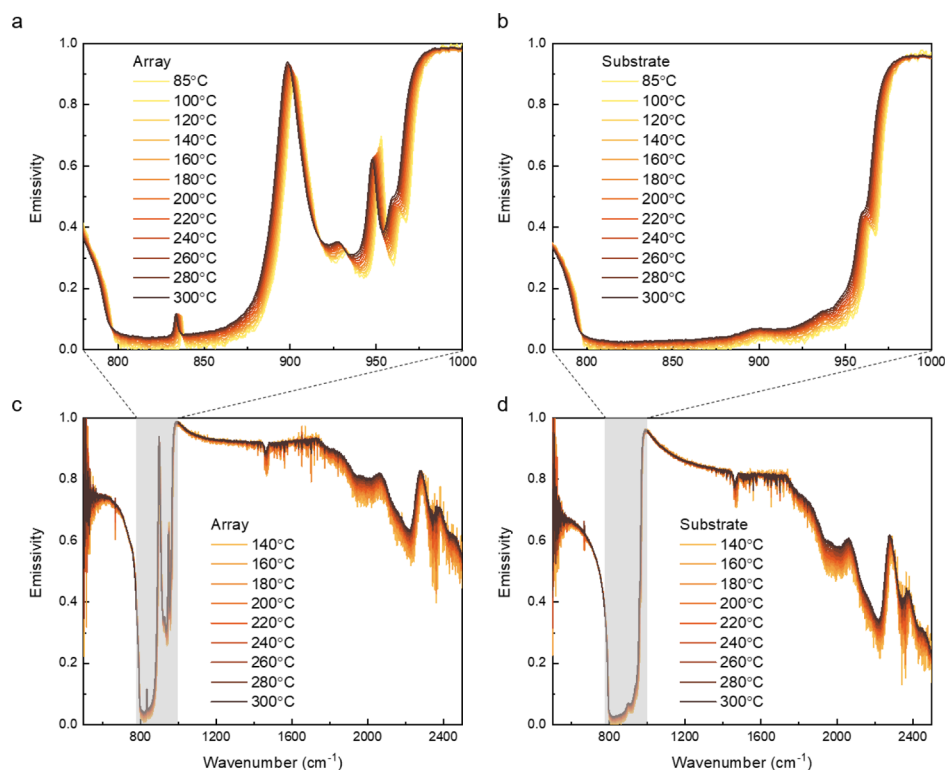 a
1.0
0.8
0.6
0.4
0.2
0.0
Emissivity
Array
85°C
100°C
120°C
140°C
160°C
180°C
200°C
220°C
240°C
260°C
280°C
300°C
800
850
900
950
1000
b
1.0
0.8
0.6
0.4
0.2
0.0
Emissivity
Substrate
85°C
100°C
120°C
140°C
160°C
180°C
200°C
220°C
240°C
260°C
280°C
300°C
800
850
900
950
1000
c
1.0
0.8
0.6
0.4
0.2
0.0
Emissivity
Array
140°C
160°C
180°C
200°C
220°C
240°C
260°C
280°C
300°C
800
1200
1600
2000
2400
Wavenumber (cm⁻¹)
d
1.0
0.8
0.6
0.4
0.2
0.0
Emissivity
Substrate
140°C
160°C
180°C
200°C
220°C
240°C
260°C
280°C
300°C
800
1200
1600
2000
2400
Wavenumber (cm⁻¹)